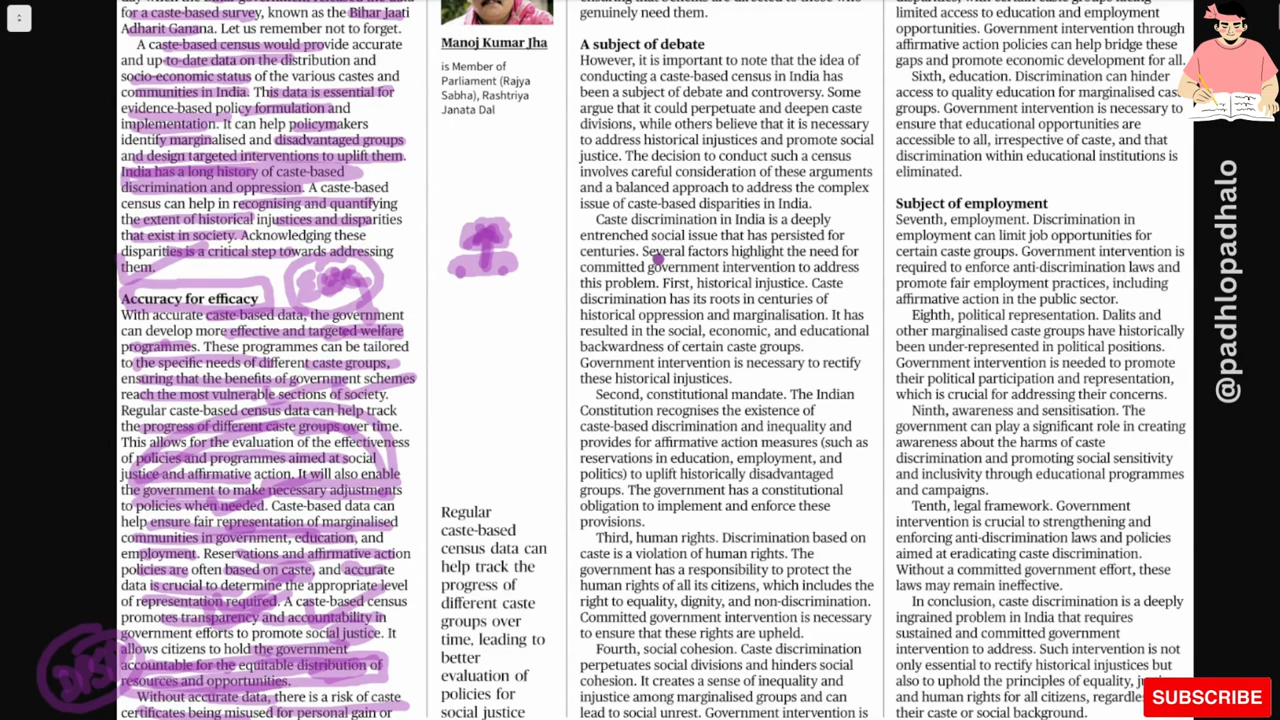 for a caste-based survey, known as the Bihar Jaati
Adharit Ganana. Let us remember not to forget.
A caste-based census would provide accurate
and up-to-date data on the distribution and
socio-economic status of the various castes and
communities in India. This data is essential for
evidence-based policy formulation and
implementation. It can help policymakers
identify marginalised and disadvantaged groups
and design targeted interventions to uplift them.
India has a long history of caste-based
discrimination and oppression. A caste-based
census can help in recognising and quantifying
the extent of historical injustices and disparities
that exist in society. Acknowledging these
disparities is a critical step towards addressing
them.
Accuracy for efficacy
With accurate caste-based data, the government
can develop more effective and targeted welfare
programmes. These programmes can be tailored
to the specific needs of different caste groups,
ensuring that the benefits of government schemes
reach the most vulnerable sections of society.
Regular caste-based census data can help track
the progress of different caste groups over time.
This allows for the evaluation of the effectiveness
of policies and programmes aimed at social
justice and affirmative action. It will also enable
the government to make necessary adjustments
to policies when needed. Caste-based data can
help ensure fair representation of marginalised
communities in government, education, and
employment. Reservations and affirmative action
policies are often based on caste, and accurate
data is crucial to determine the appropriate level
of representation required. A caste-based census
promotes transparency and accountability in
government efforts to promote social justice. It
allows citizens to hold the government
accountable for the equitable distribution of
resources and opportunities.
Without accurate data, there is a risk of caste
certificates being misused for personal gain or
Manoj Kumar Jha
is Member of
Parliament (Rajya
Sabha), Rashtriya
Janata Dal
Regular
caste-based
census data can
help track the
progress of
different caste
groups over
time, leading to
better
evaluation of
policies for
social justice
genuinely need them.
A subject of debate
However, it is important to note that the idea of
conducting a caste-based census in India has
been a subject of debate and controversy. Some
argue that it could perpetuate and deepen caste
divisions, while others believe that it is necessary
to address historical injustices and promote social
justice. The decision to conduct such a census
involves careful consideration of these arguments
and a balanced approach to address the complex
issue of caste-based disparities in India.
Caste discrimination in India is a deeply
entrenched social issue that has persisted for
centuries. Several factors highlight the need for
committed government intervention to address
this problem. First, historical injustice. Caste
discrimination has its roots in centuries of
historical oppression and marginalisation. It has
resulted in the social, economic, and educational
backwardness of certain caste groups.
Government intervention is necessary to rectify
these historical injustices.
Second, constitutional mandate. The Indian
Constitution recognises the existence of
caste-based discrimination and inequality and
provides for affirmative action measures (such as
reservations in education, employment, and
politics) to uplift historically disadvantaged
groups. The government has a constitutional
obligation to implement and enforce these
provisions.
Third, human rights. Discrimination based on
caste is a violation of human rights. The
government has a responsibility to protect the
human rights of all its citizens, which includes the
right to equality, dignity, and non-discrimination.
Committed government intervention is necessary
to ensure that these rights are upheld.
Fourth, social cohesion. Caste discrimination
perpetuates social divisions and hinders social
cohesion. It creates a sense of inequality and
injustice among marginalised groups and can
lead to social unrest. Government intervention is
limited access to education and employment
opportunities. Government intervention through
affirmative action policies can help bridge these
gaps and promote economic development for all.
Sixth, education. Discrimination can hinder
access to quality education for marginalised
groups. Government intervention is necessary to
ensure that educational opportunities are
accessible to all, irrespective of caste, and that
discrimination within educational institutions is
eliminated.
Subject of employment
Seventh, employment. Discrimination in
employment can limit job opportunities for
certain caste groups. Government intervention is
required to enforce anti-discrimination laws and
promote fair employment practices, including
affirmative action in the public sector.
Eighth, political representation. Dalits and
other marginalised caste groups have historically
been under-represented in political positions.
Government intervention is needed to promote
their political participation and representation,
which is crucial for addressing their concerns.
Ninth, awareness and sensitisation. The
government can play a significant role in creating
awareness about the harms of caste
discrimination and promoting social sensitivity
and inclusivity through educational programmes
and campaigns.
Tenth, legal framework. Government
intervention is crucial to strengthening and
enforcing anti-discrimination laws and policies
aimed at eradicating caste discrimination.
Without a committed government effort, these
laws may remain ineffective.
In conclusion, caste discrimination is a deeply
ingrained problem in India that requires
sustained and committed government
intervention to address. Such intervention is not
only essential to rectify historical injustices but
also to uphold the principles of equality,
and human rights for all citizens,
their caste or social background.
@padhlopadhalo
SUBSCRIBE